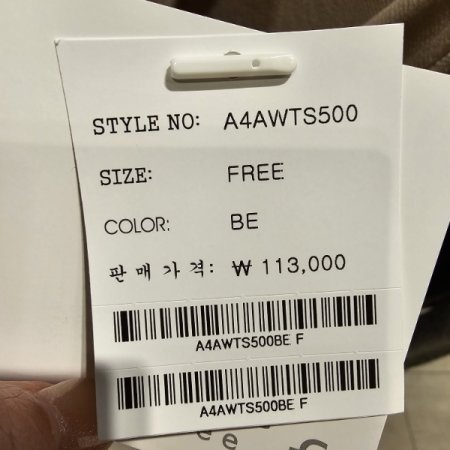 STYLE NO: A4AWTS500
SIZE: FREE
COLOR: BE
판매가격: ₩ 113,000
A4AWTS500BE F
A4AWTS500BE F